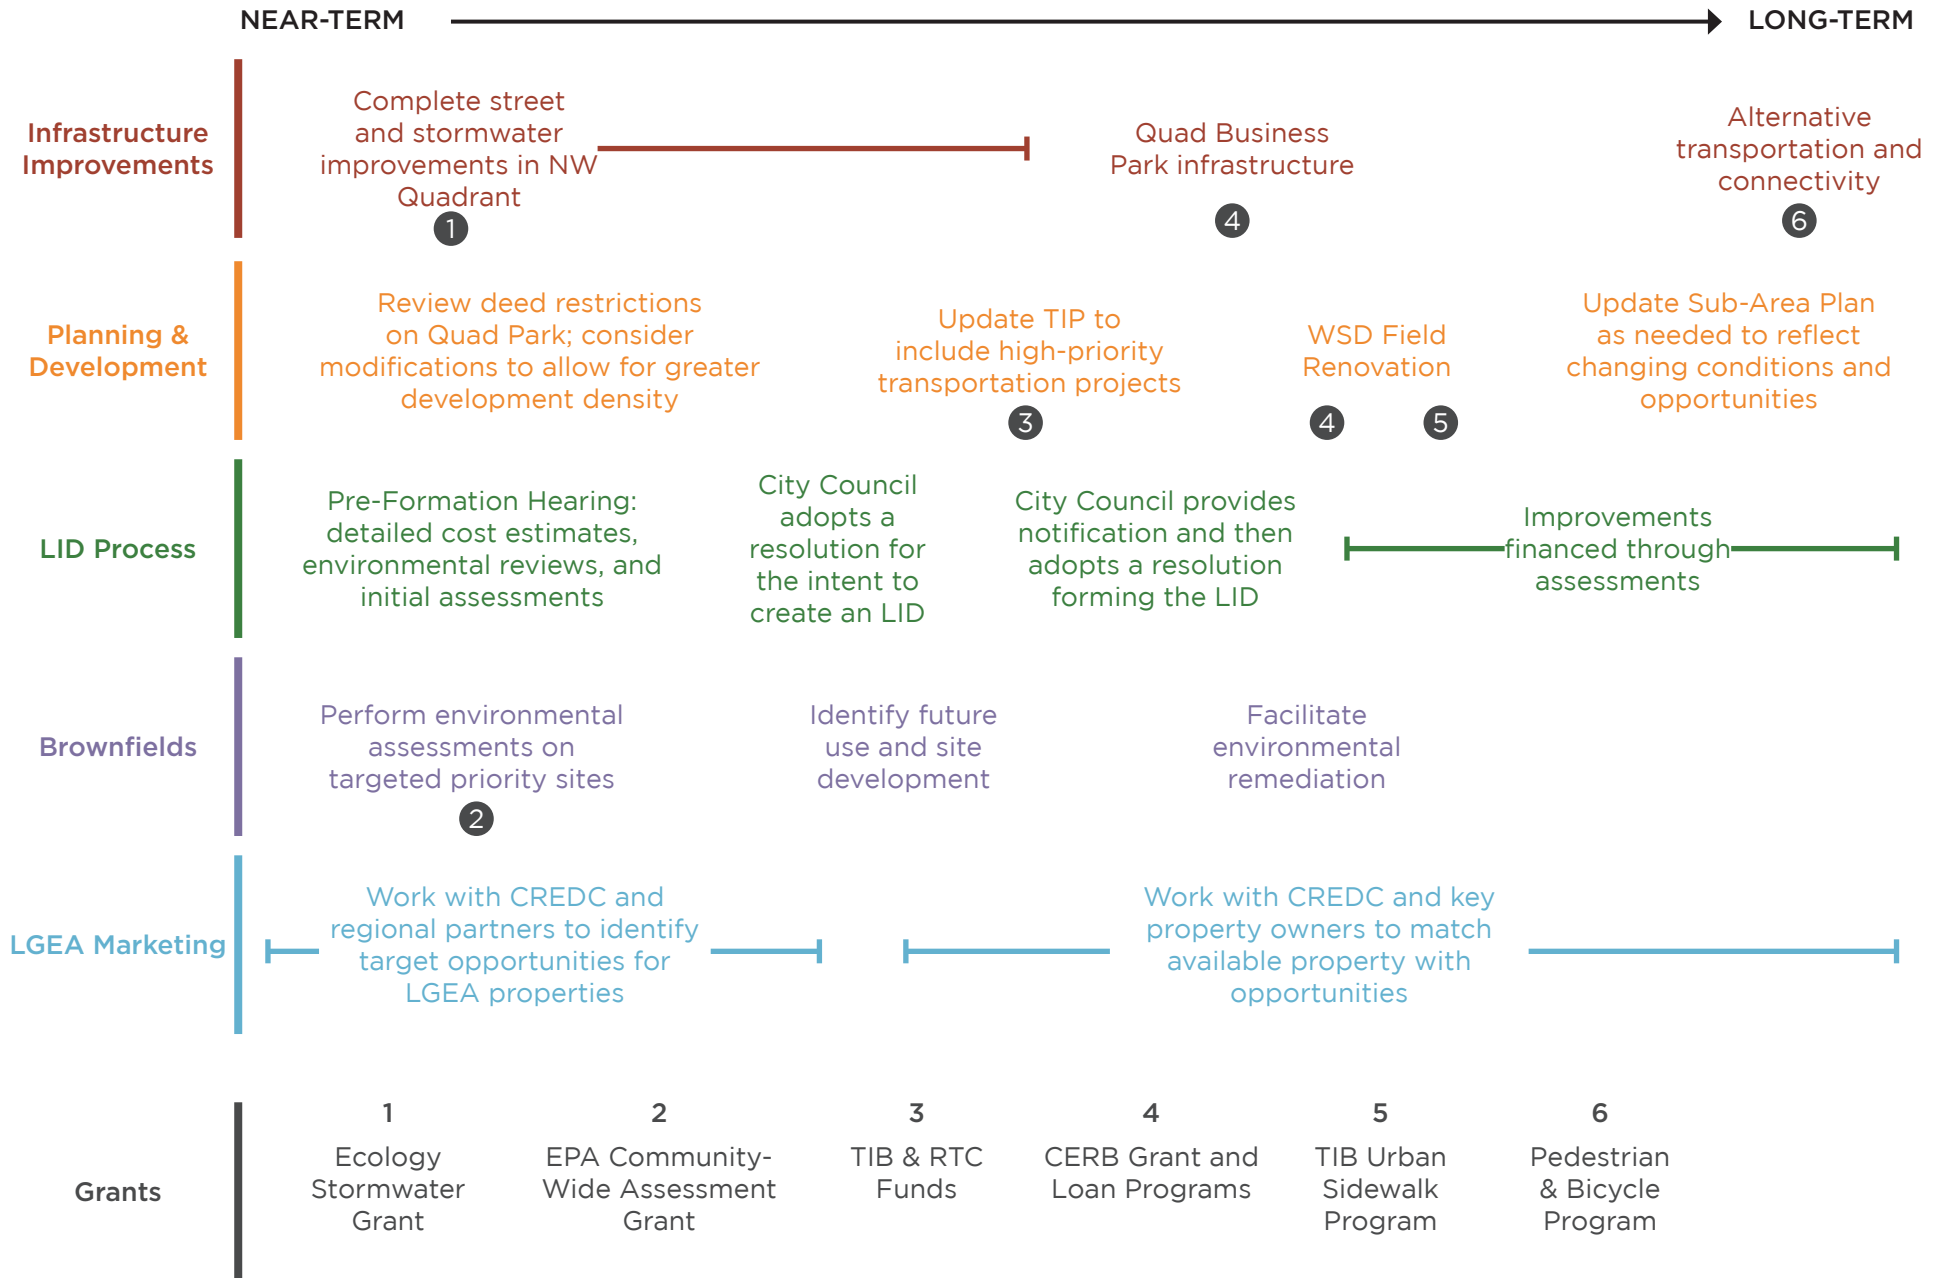 NEAR-TERM
LONG-TERM
Infrastructure
Improvements
Complete street
and stormwater
improvements in NW
Quadrant
1
Quad Business
Park infrastructure
4
Alternative
transportation and
connectivity
6
Planning &
Development
Review deed restrictions
on Quad Park; consider
modifications to allow for greater
development density
Update TIP to
include high-priority
transportation projects
3
WSD Field
Renovation
4
5
Update Sub-Area Plan
as needed to reflect
changing conditions and
opportunities
LID Process
Pre-Formation Hearing:
detailed cost estimates,
environmental reviews, and
initial assessments
City Council
adopts a
resolution for
the intent to
create an LID
City Council provides
notification and then
adopts a resolution
forming the LID
Improvements
financed through
assessments
Brownfields
Perform environmental
assessments on
targeted priority sites
2
Identify future
use and site
development
Facilitate
environmental
remediation
LGEA Marketing
Work with CREDC and
regional partners to identify
target opportunities for
LGEA properties
Work with CREDC and key
property owners to match
available property with
opportunities
Grants
1
Ecology
Stormwater
Grant
2
EPA Community-
Wide Assessment
Grant
3
TIB & RTC
Funds
4
CERB Grant and
Loan Programs
5
TIB Urban
Sidewalk
Program
6
Pedestrian
& Bicycle
Program